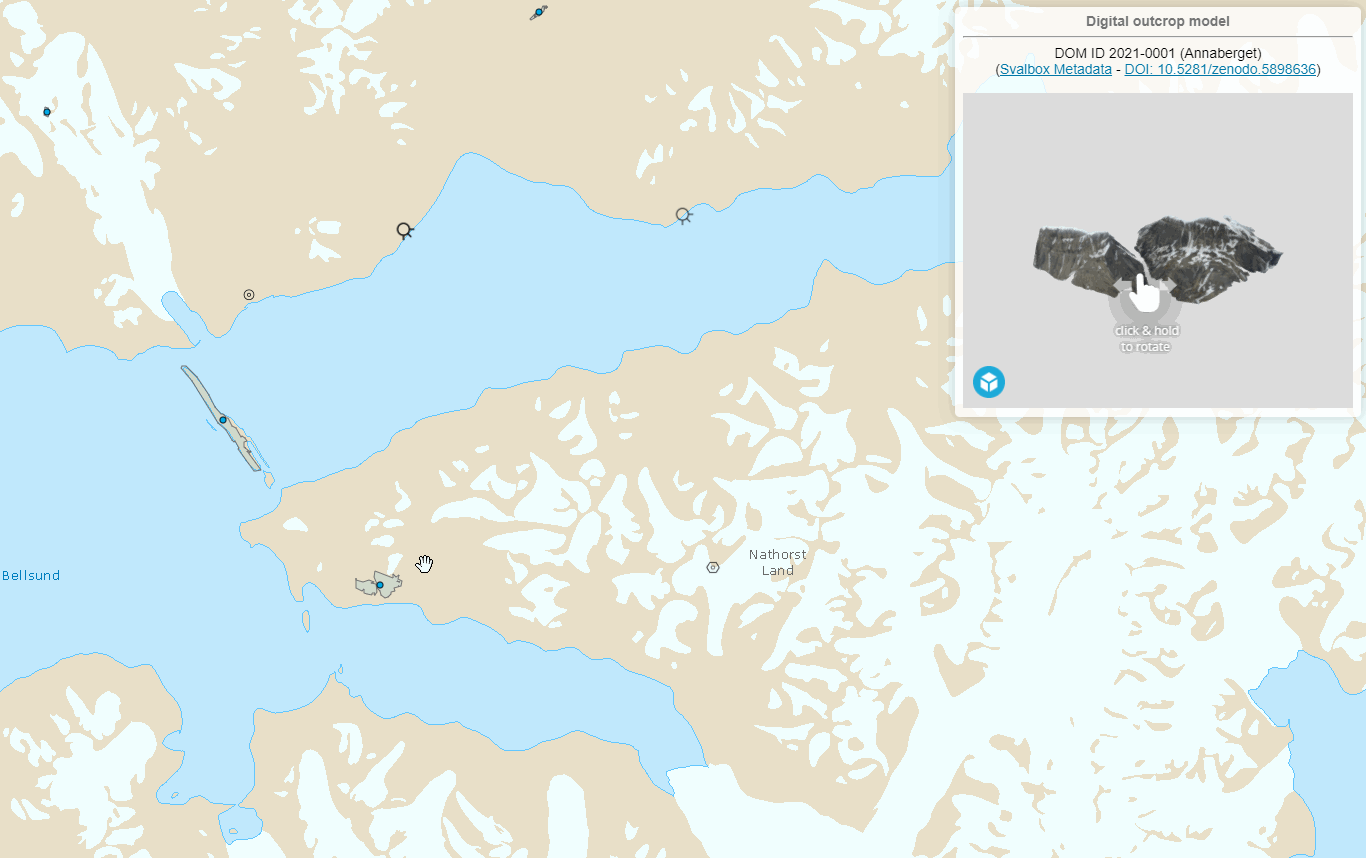 Digital outcrop model
DOM ID 2021-0001 (Annaberget)
(Svalbox Metadata - DOI: 10.5281/zenodo.5898636)
click & hold
to rotate
Nathorst
Land
Bellsund